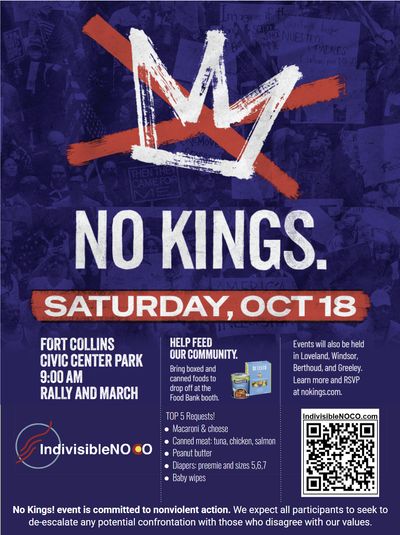 NO KINGS.
SATURDAY, OCT 18
FORT COLLINS
CIVIC CENTER PARK
9:00 AM
RALLY AND MARCH
IndivisibleNOCO
HELP FEED
OUR COMMUNITY.
Bring boxed and
canned foods to
drop off at the
Food Bank booth.
TOP 5 Requests!
● Macaroni & cheese
● Canned meat: tuna, chicken, salmon
● Peanut butter
● Diapers: preemie and sizes 5,6,7
● Baby wipes
Events will also be held
in Loveland, Windsor,
Berthoud, and Greeley.
Learn more and RSVP
at nokings.com.
IndivisibleNOCO.com
No Kings! event is committed to nonviolent action. We expect all participants to seek to
de-escalate any potential confrontation with those who disagree with our values.